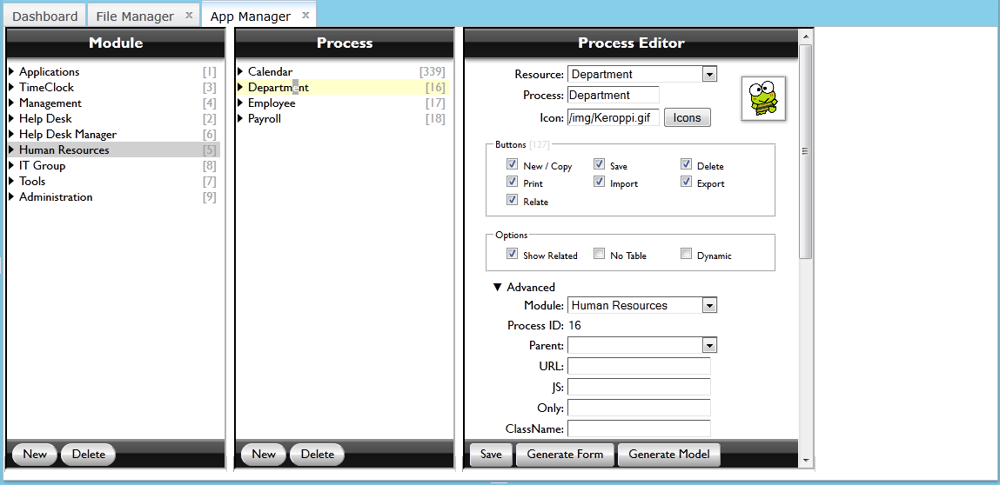 Dashboard File Manager x App Manager x
Module
Applications [1]
TimeClock [3]
Management [4]
Help Desk [2]
Help Desk Manager [6]
Human Resources [5]
IT Group [8]
Tools [7]
Administration [9]
New Delete
Process
Calendar [339]
Department [16]
Employee [17]
Payroll [18]
New Delete
Process Editor
Resource: Department
Process: Department
Icon: /img/Keroppi.gif Icons
Buttons [127]
New / Copy Save Delete
Print Import Export
Relate
Options
Show Related No Table Dynamic
Advanced
Module: Human Resources
Process ID: 16
Parent:
URL:
JS:
Only:
ClassName:
Save Generate Form Generate Model